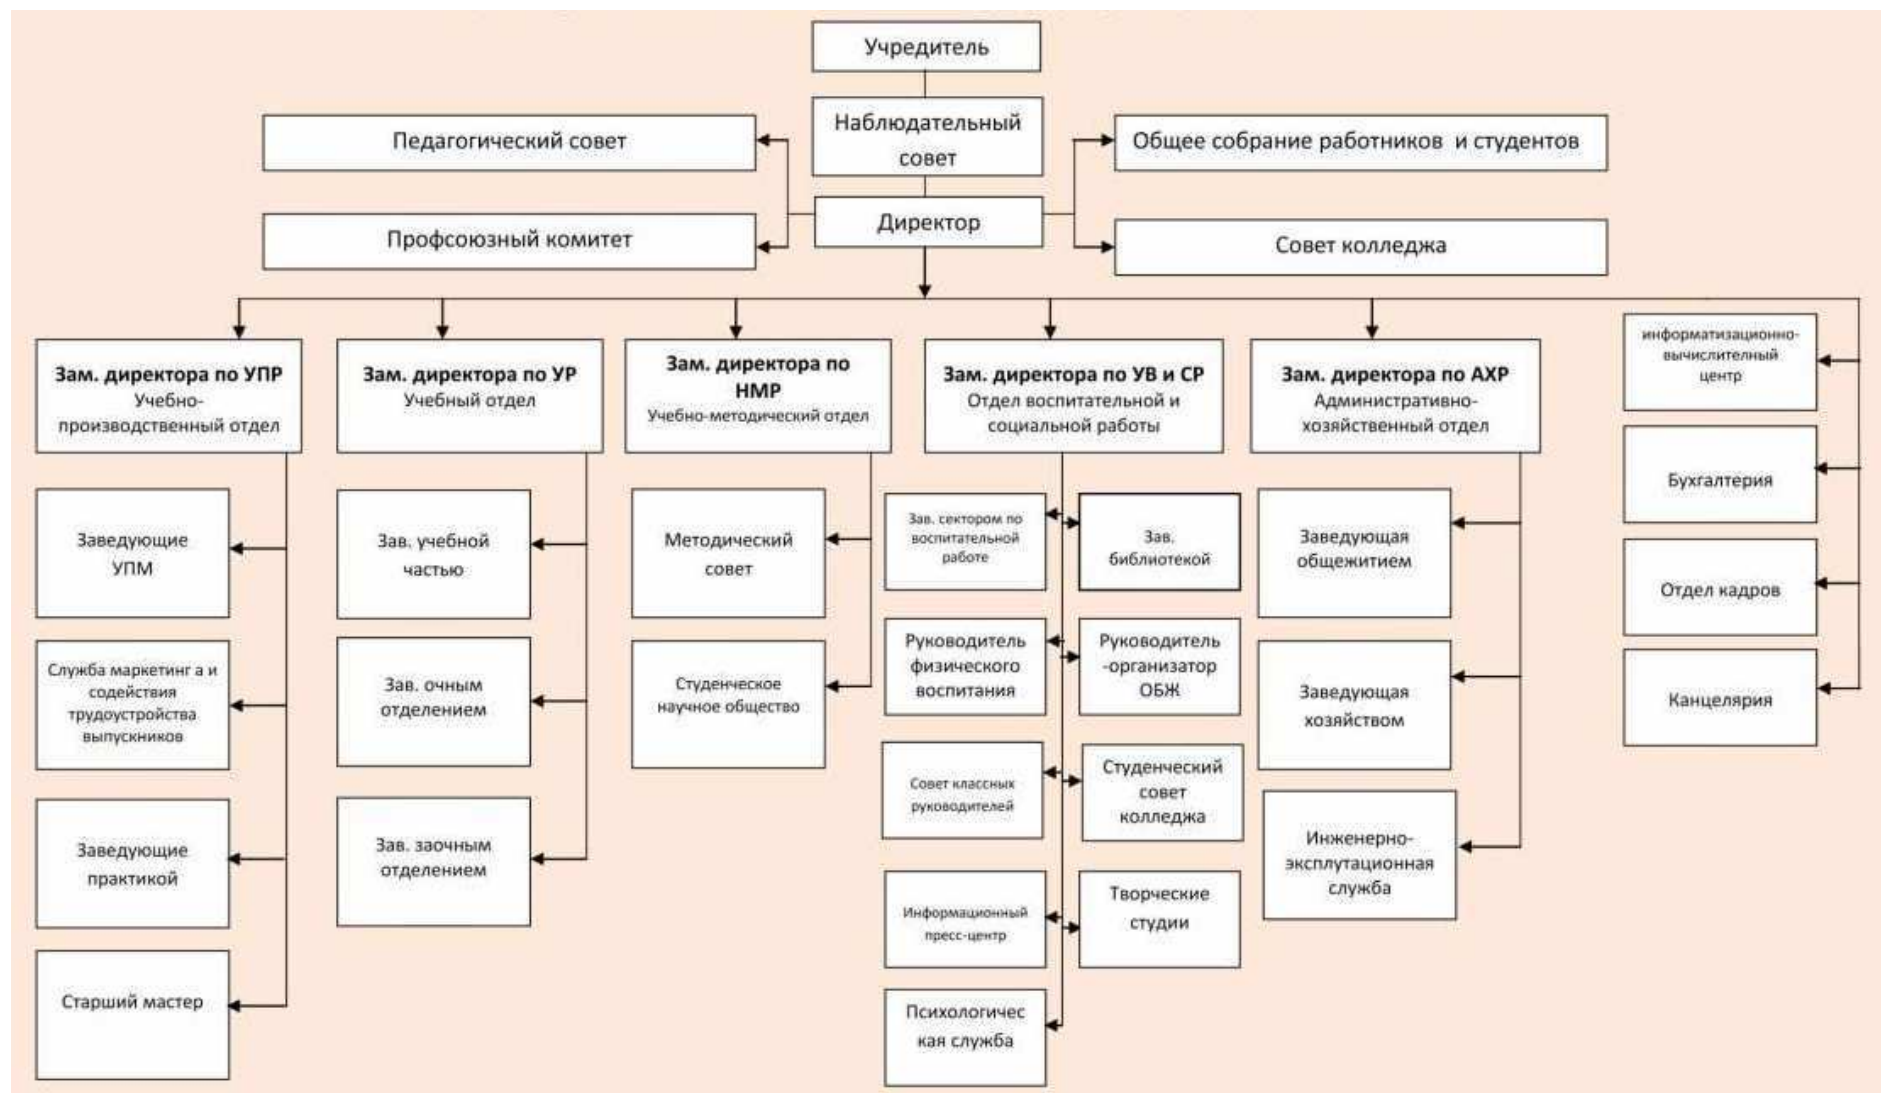 Учредитель
Наблюдательный
совет
Педагогический совет
Общее собрание работников и студентов
Директор
Профсоюзный комитет
Совет колледжа
Зам. директора по УПР
Учебно-
производственный отдел
Зам. директора по УР
Учебный отдел
Зам. директора по
НМР
Учебно-методический отдел
Зам. директора по УВ и СР
Отдел воспитательной и
социальной работы
Зам. директора по АХР
Административно-
хозяйственный отдел
информатизационно-
вычислителный
центр
Бухгалтерия
Отдел кадров
Канцелярия
Заведующие
УПМ
Служба маркетинг а и
содействия
трудоустройства
выпускников
Заведующие
практикой
Старший мастер
Зав. учебной
частью
Зав. очным
отделением
Зав. заочным
отделением
Методический
совет
Студенческое
научное общество
Зав. сектором по
воспитательной
работе
Зав.
библиотекой
Руководитель
физического
воспитания
Руководитель
-организатор
ОБЖ
Совет классных
руководителей
Студенческий
совет
колледжа
Информационный
пресс-центр
Творческие
студии
Психологичес
кая служба
Заведующая
общежитием
Заведующая
хозяйством
Инженерно-
эксплутационная
служба